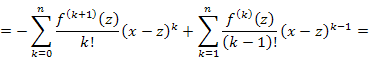 = -\sum_{k=0}^{n} \frac{f^{(k+1)}(z)}{k!}(x-z)^k + \sum_{k=1}^{n} \frac{f^{(k)}(z)}{(k-1)!}(x-z)^{k-1} =